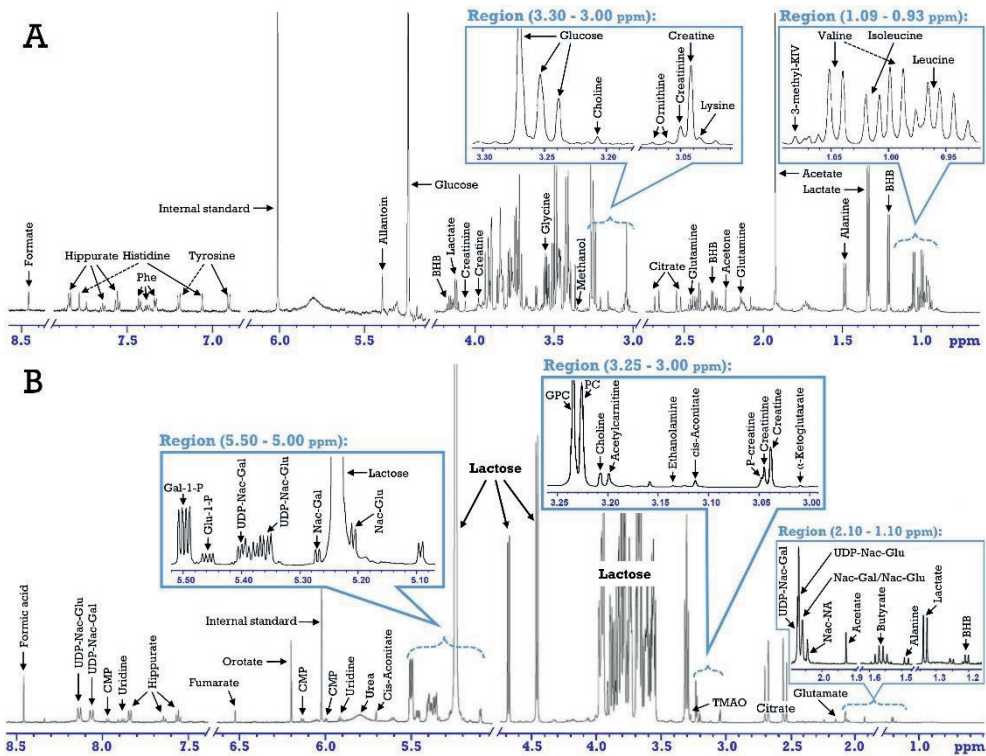 A
Region (3.30 - 3.00 ppm):
Glucose
Creatine
Choline
Ornithine
Creatinine
Lysine
3.30 3.25 3.20 3.05
Region (1.09 - 0.93 ppm):
Valine
Isoleucine
Leucine
3-methyl-KIV
1.05 1.00 0.95
Internal standard
Glucose
Allantoin
Formate
Hippurate
Histidine
Phe
Tyrosine
BHB
Lactate
Creatinine
Creatine
Glycine
Methanol
Citrate
Glutamine
BHB
Acetone
Glutamine
Acetate
Lactate
Alanine
BHB
8.5 8.0 7.5 7.0 6.0 5.5 4.0 3.5 3.0 2.5 2.0 1.5 1.0 ppm
B
Region (5.50 - 5.00 ppm):
Gal-1-P
Glu-1-P
UDP-Nac-Gal
UDP-Nac-Glu
Nac-Gal
Lactose
Nac-Glu
5.50 5.40 5.30 5.20 5.10
Region (3.25 - 3.00 ppm):
GPC
PC
Choline
Acetylcarnitine
Ethanolamine
cis-Aconitate
P-creatine
Creatinine
Creatine
α-Ketoglutarate
3.25 3.20 3.15 3.10 3.05 3.00
Region (2.10 - 1.10 ppm):
UDP-Nac-Gal
UDP-Nac-Glu
Nac-Gal/Nac-Glu
Nac-NA
Acetate
Butyrate
Alanine
Lactate
BHB
2.0 1.9 1.6 1.5 1.3 1.2
Lactose
Lactose
Formic acid
UDP-Nac-Glu
UDP-Nac-Gal
CMP
Uridine
Hippurate
Fumarate
Orotate
Internal standard
CMP
CMP
Uridine
Urea
Cis-Aconitate
TMAO
Citrate
Glutamate
8.5 8.0 7.5 6.5 6.0 5.5 4.5 4.0 3.5 3.0 2.5 1.0 ppm